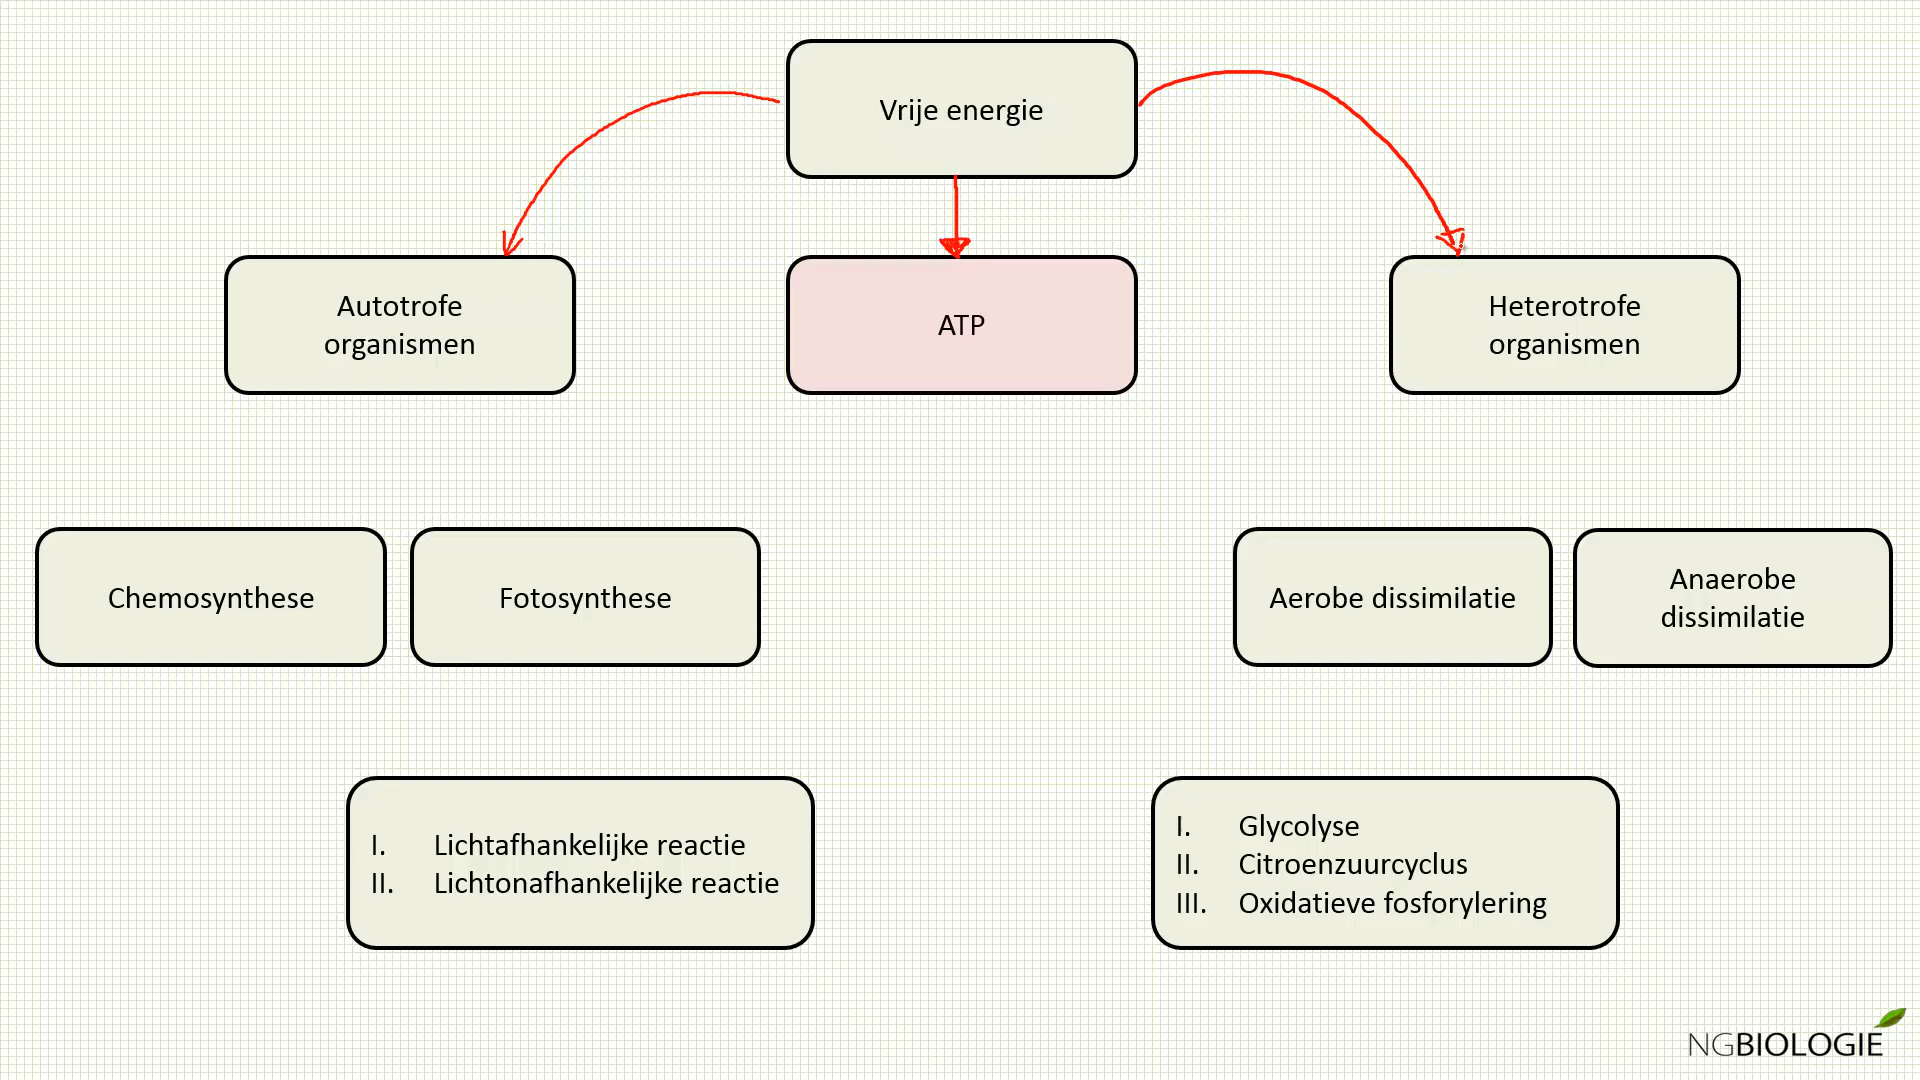 Vrije energie
Autotrofe
organismen
ATP
Heterotrofe
organismen
Chemosynthese
Fotosynthese
Aerobe dissimilatie
Anaerobe
dissimilatie
I. Lichtafhankelijke reactie
II. Lichtonafhankelijke reactie
I. Glycolyse
II. Citroenzuurcyclus
III. Oxidatieve fosforylering
NGBIOLOGIE